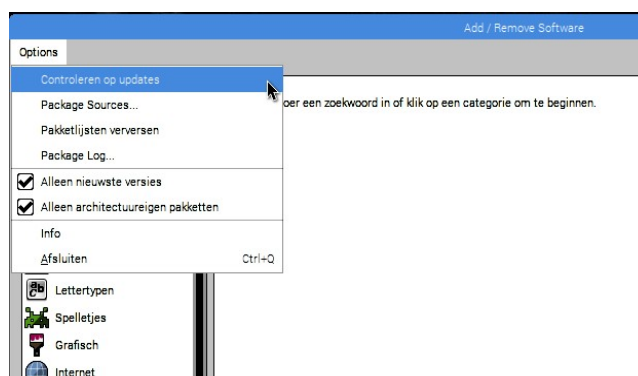 Add / Remove Software
Options
Controleren op updates
oer een zoekwoord in of klik op een categorie om te beginnen.
Package Sources...
Pakketlijsten verversen
Package Log...
Alleen nieuwste versies
Alleen architectuureigen pakketten
Info
Afsluiten Ctrl+Q
Lettertypen
Spelletjes
Grafisch
Internet